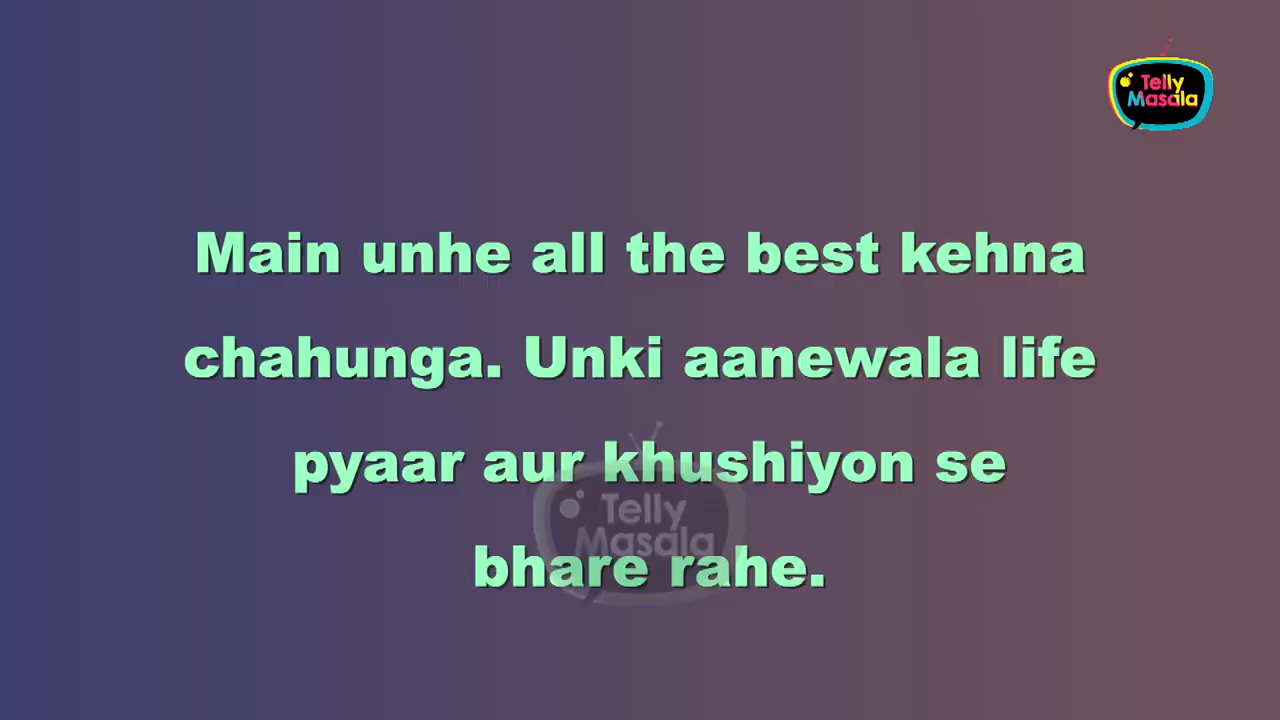 Telly
Masala
Main unhe all the best kehna
chahunga. Unki aanewala life
pyaar aur khushiyon se
Telly
Masala
bhare rahe.